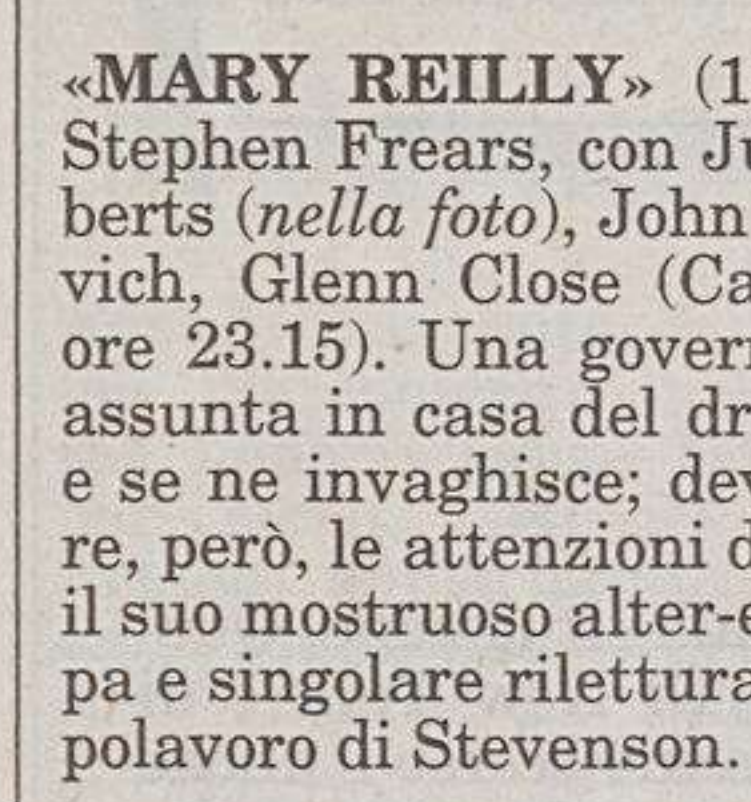 «MARY REILLY» (1
Stephen Frears, con Ju
berts (nella foto), John
vich, Glenn Close (Ca
ore 23.15). Una govern
assunta in casa del dr
e se ne invaghisce; dev
re, però, le attenzioni d
il suo mostruoso alter-e
pa e singolare rilettura
polavoro di Stevenson.